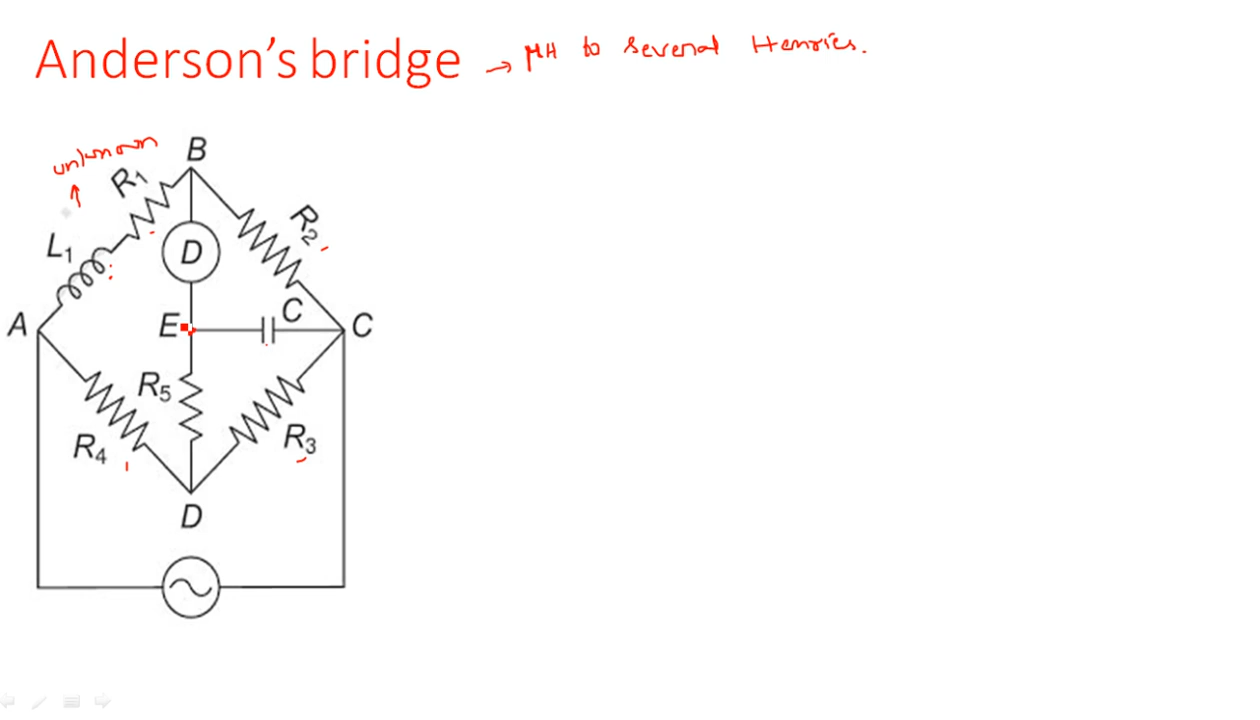 Anderson's bridge → μH to several Henries.
unknown
B
R1
R2
L1
D
A
E
C
C
R5
R4
R3
D